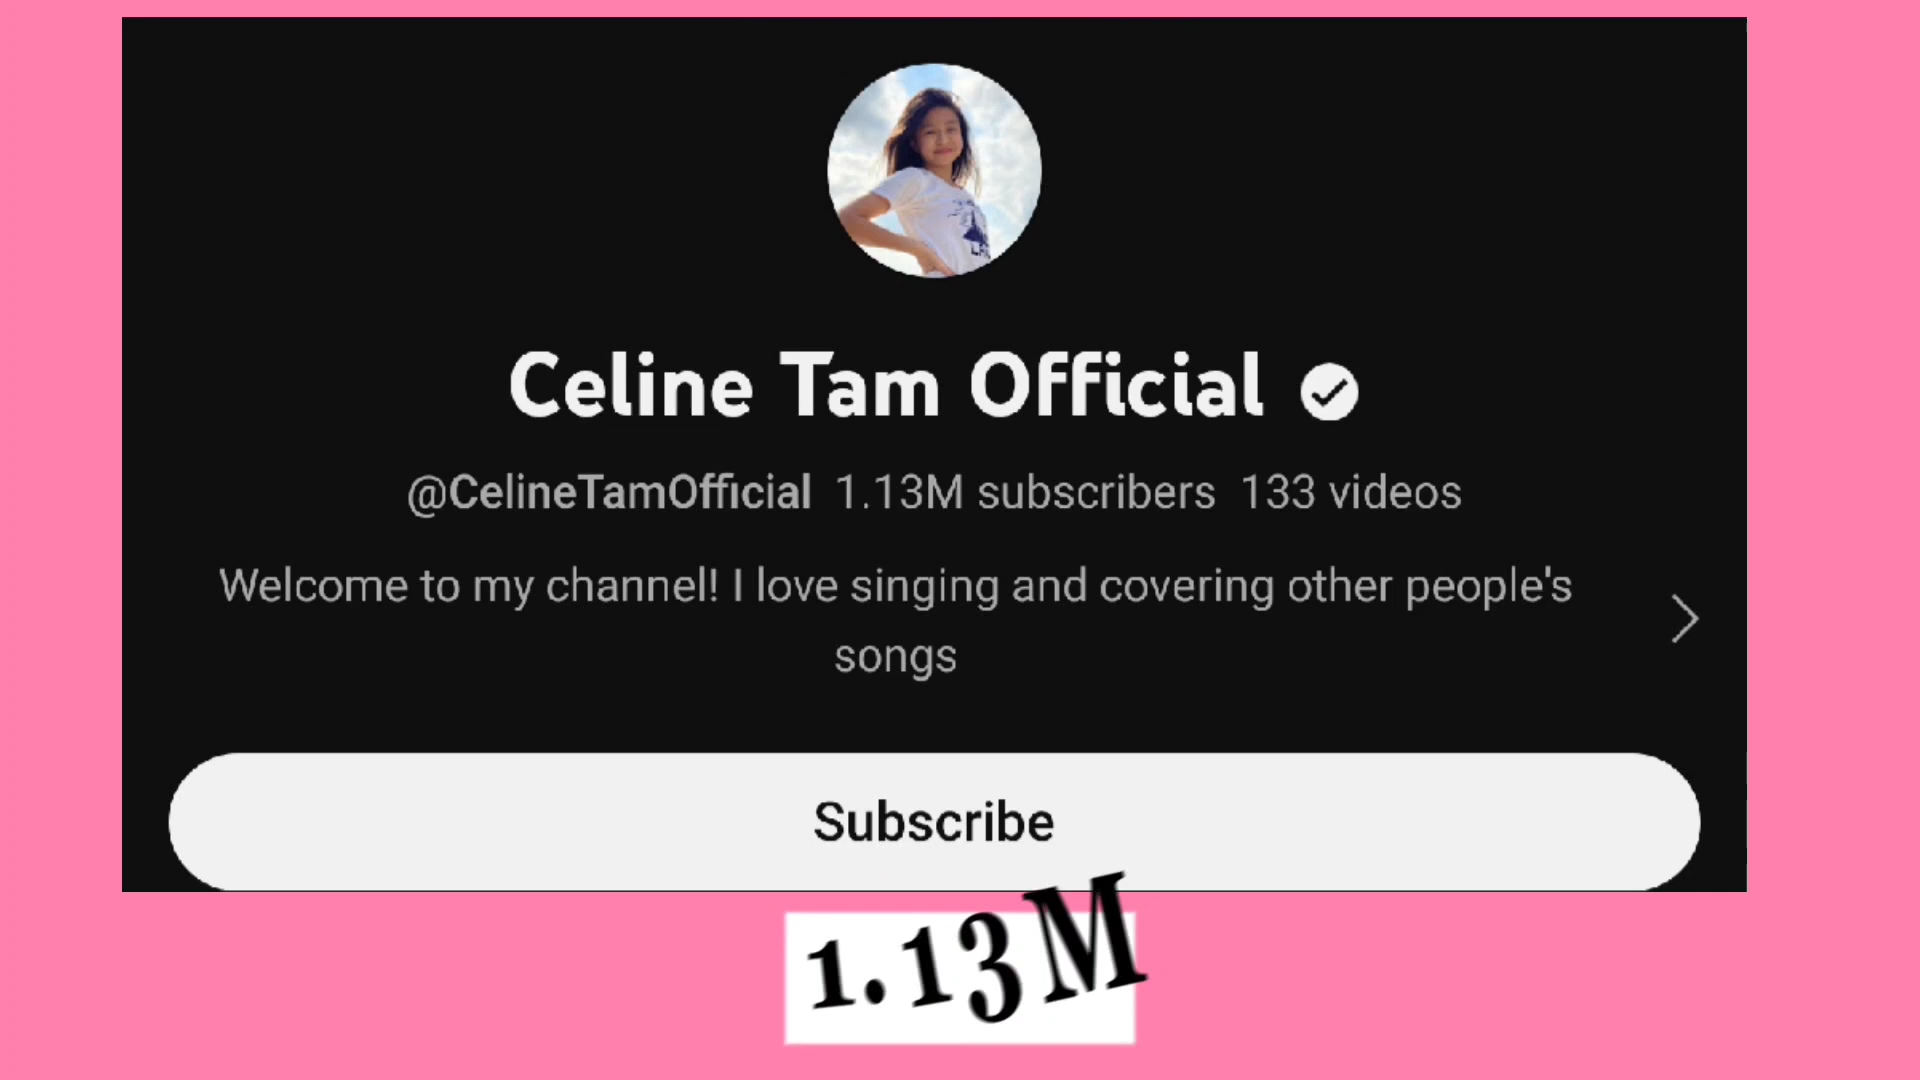 Celine Tam Official
@CelineTamOfficial 1.13M subscribers 133 videos
Welcome to my channel! I love singing and covering other people's
songs
Subscribe
1.13M